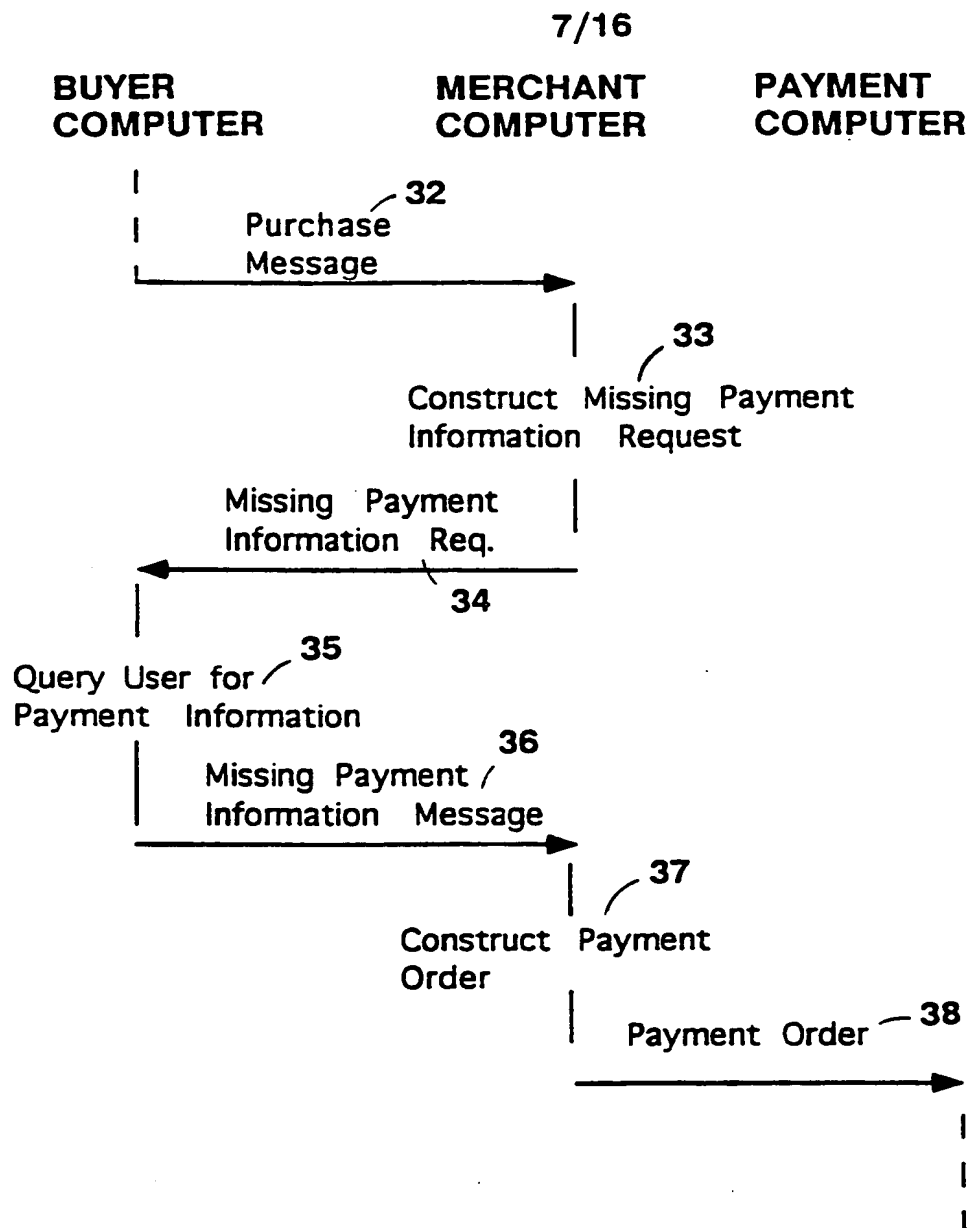 7/16
BUYER
COMPUTER
MERCHANT
COMPUTER
PAYMENT
COMPUTER
32
Purchase
Message
33
Construct Missing Payment
Information Request
Missing Payment
Information Req.
34
35
Query User for
Payment Information
36
Missing Payment
Information Message
37
Construct Payment
Order
38
Payment Order